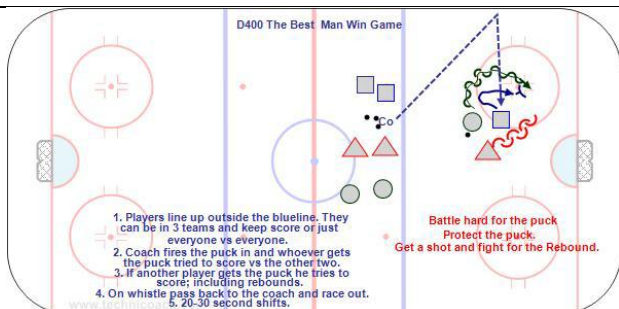 D400 The Best Man Win Game
Co
1. Players line up outside the blueline. They
can be in 3 teams and keep score or just
everyone vs everyone.
2. Coach fires the puck in and whoever gets
the puck tried to score vs the other two.
3. If another player gets the puck he tries to
score; including rebounds.
4. On whistle pass back to the coach and race out.
5. 20-30 second shifts.
Battle hard for the puck
Protect the puck.
Get a shot and fight for the Rebound.